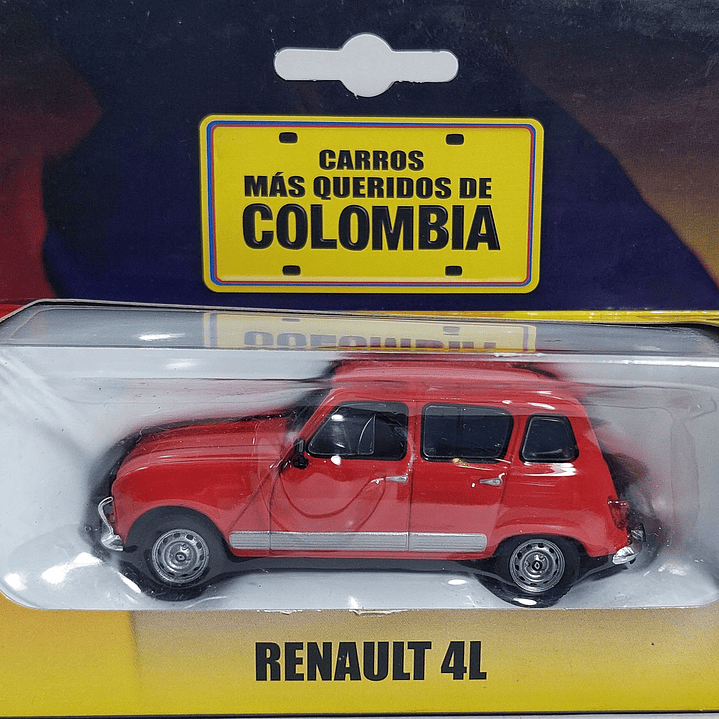 CARROS
MÁS QUERIDOS DE
COLOMBIA
RENAULT 4L